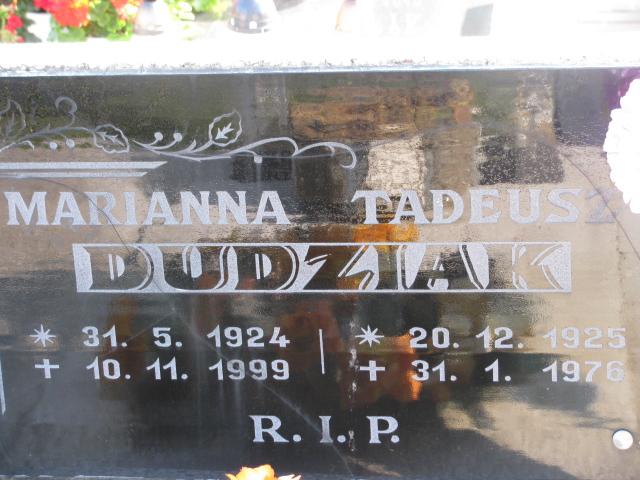 MARIANNA TADEUSZ
DUDZIAK
* 31. 5. 1924 | * 20. 12. 1925
+ 10. 11. 1999 | + 31. 1. 1976
R. I. P.